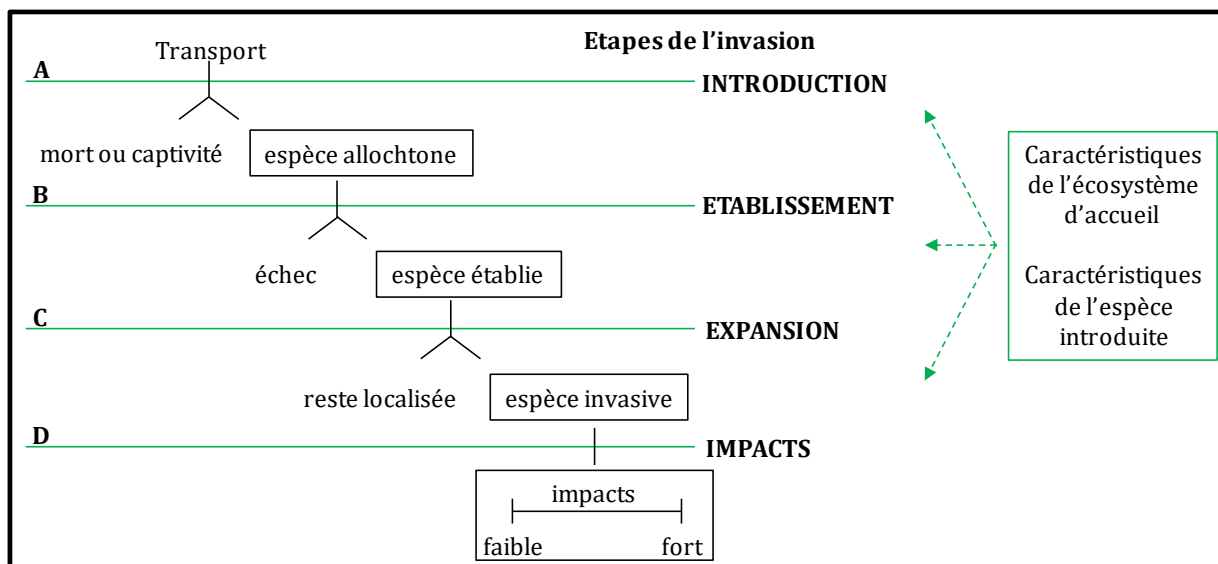 Etapes de l’invasion
Transport
A
INTRODUCTION
mort ou captivité
espèce allochtone
B
ETABLISSEMENT
échec
espèce établie
C
EXPANSION
reste localisée
espèce invasive
D
IMPACTS
impacts
faible
fort
Caractéristiques
de l’écosystème
d’accueil
Caractéristiques
de l’espèce
introduite